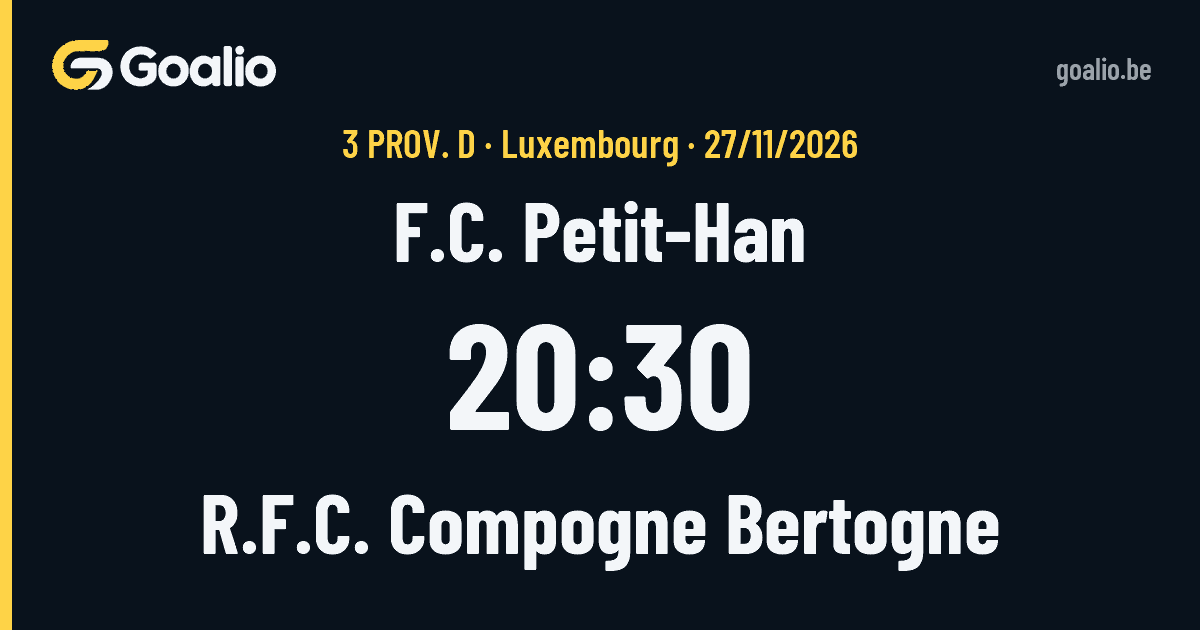 Goalio
goalio.be
3 PROV. D · Luxembourg · 27/11/2026
F.C. Petit-Han
20:30
R.F.C. Compogne Bertogne